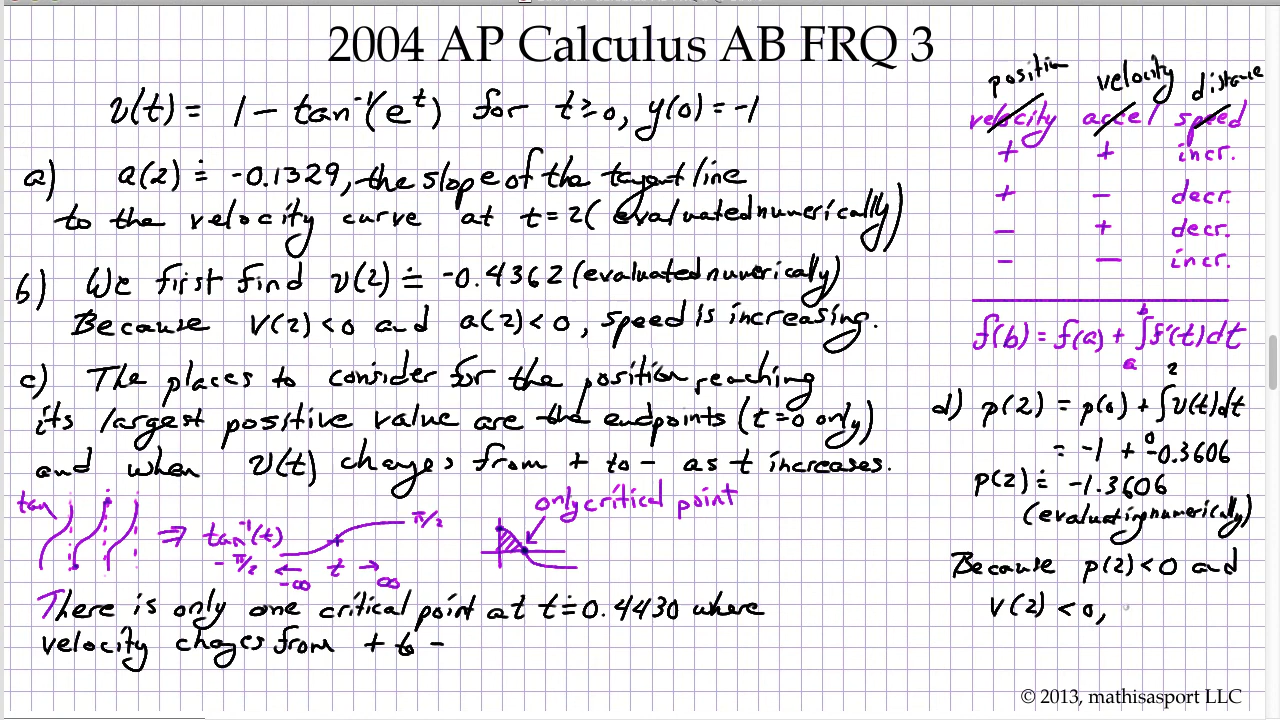 2004 AP Calculus AB FRQ 3
v(t) = 1 - tan⁻¹(eᵗ) for t ≥ 0, y(0) = -1
a) a(2) ≐ -0.1329, the slope of the tangent line
to the velocity curve at t=2 (evaluated numerically)
b) We first find v(2) ≐ -0.4362 (evaluated numerically)
Because v(2) < 0 and a(2) < 0, speed is increasing.
c) The places to consider for the position reaching
its largest positive value are the endpoints (t=0 only)
and when v(t) changes from + to - as t increases.
tan ⇒ tan⁻¹(t) π/2
-π/2 ← t →
-∞ ∞
only critical point
There is only one critical point at t ≐ 0.4430 where
velocity chages from + to -
position velocity distance
velocity accel speed
+ + incr.
+ - decr.
- + decr.
- - incr.
f(b) = f(a) + ∫ₐᵇ f'(t)dt
d) p(2) = p(0) + ∫₀² v(t)dt
= -1 + -0.3606
p(2) ≐ -1.3606
(evaluating numerically)
Because p(2) < 0 and
v(2) < 0,
© 2013, mathisasport LLC